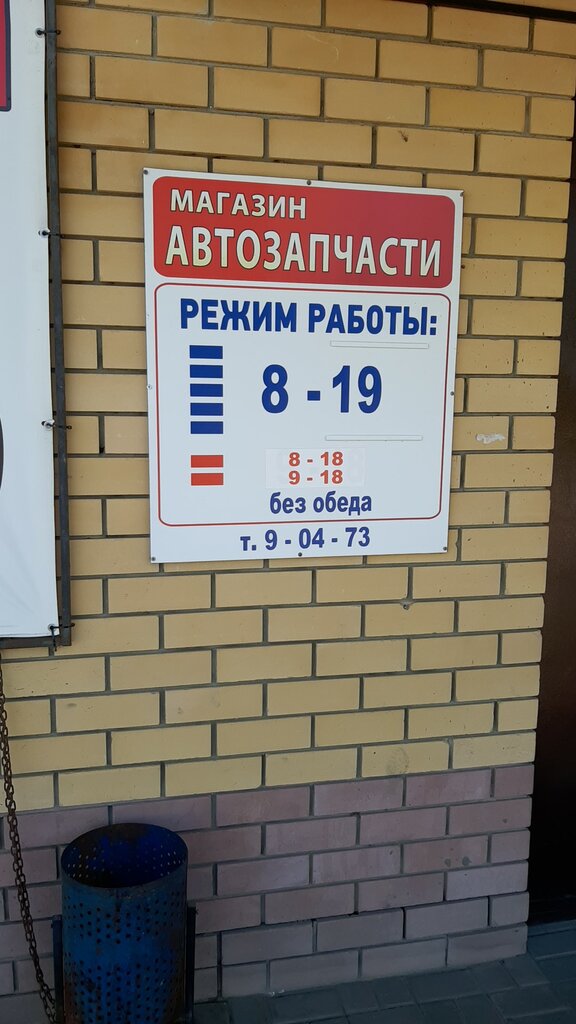 МАГАЗИН
АВТОЗАПЧАСТИ
РЕЖИМ РАБОТЫ:
8 - 19
8 - 18
9 - 18
без обеда
т. 9 - 04 - 73